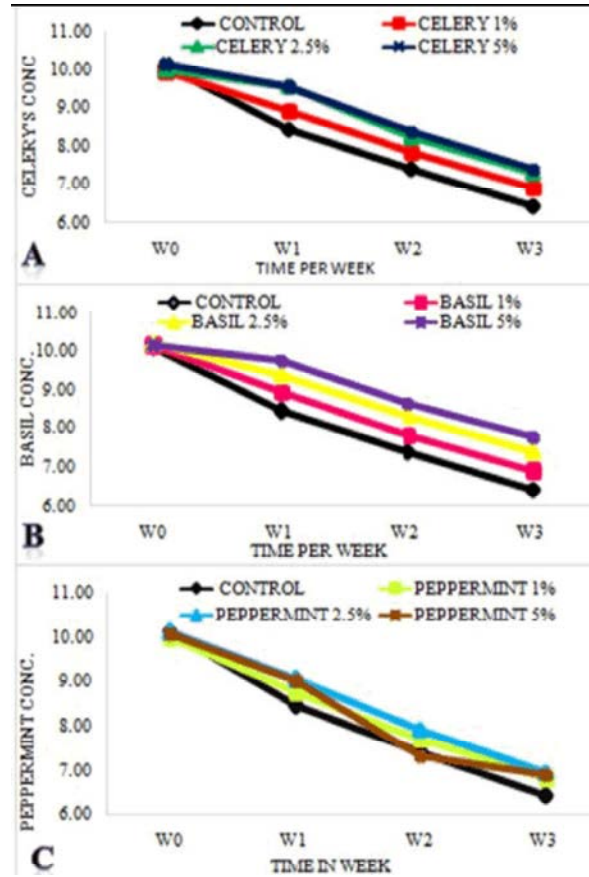 CONTROL CELERY 1%
CELERY 2.5% CELERY 5%
11.00
10.00
9.00
8.00
7.00
6.00
CELERY'S CONC
W0 W1 W2 W3
TIME PER WEEK
A
CONTROL BASIL 1%
BASIL 2.5% BASIL 5%
11.00
10.00
9.00
8.00
7.00
6.00
BASIL CONC.
W0 W1 W2 W3
TIME PER WEEK
B
CONTROL PEPPERMINT 1%
PEPPERMINT 2.5% PEPPERMINT 5%
11.00
10.00
9.00
8.00
7.00
6.00
PEPPERMINT CONC.
W0 W1 W2 W3
TIME IN WEEK
C